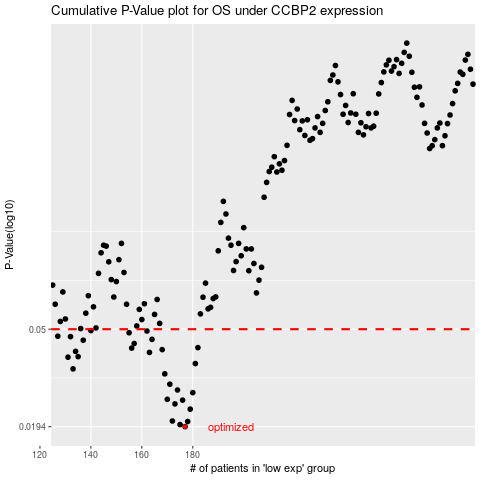 Cumulative P-Value plot for OS under CCBP2 expression
P-Value(log10)
0.05
0.0194
optimized
120 140 160 180
# of patients in 'low exp' group